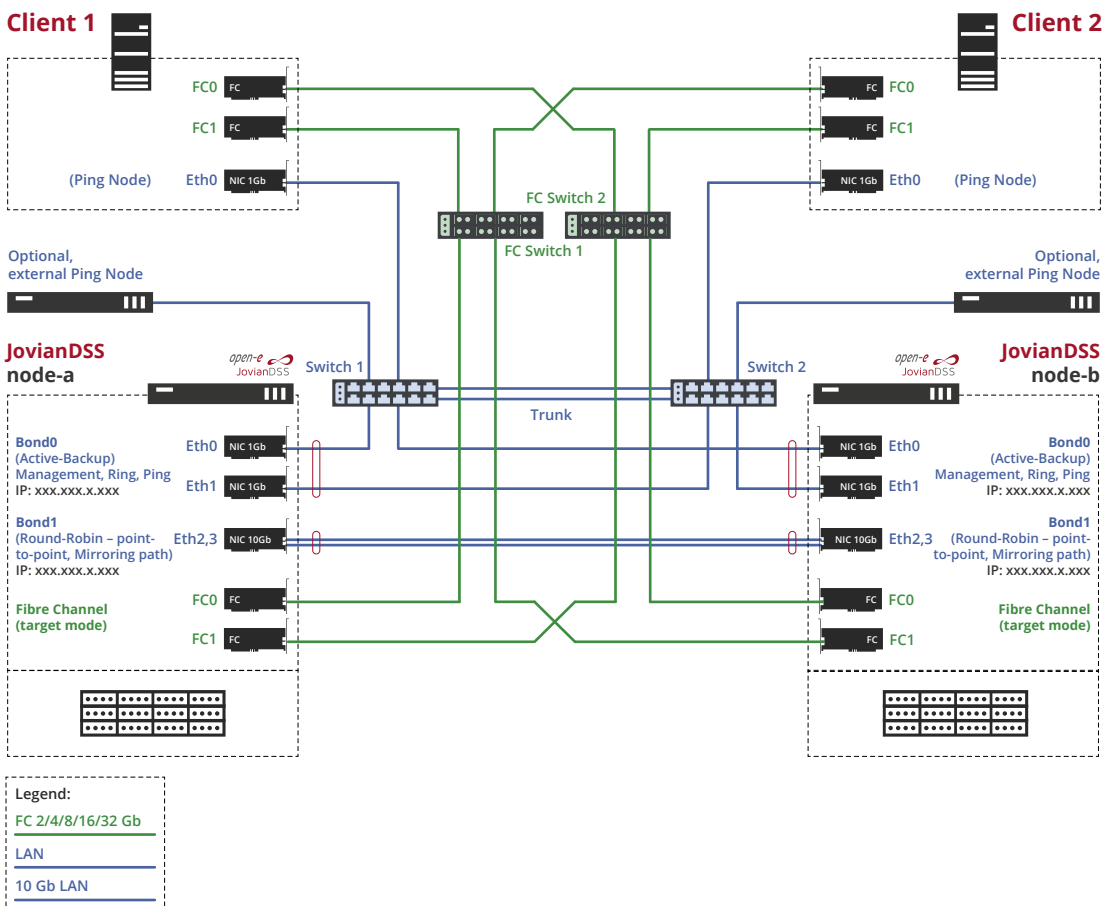 Client 1
Client 2
FC0
FC
FC
FC0
FC1
FC
FC
FC1
(Ping Node)
Eth0
NIC 1Gb
NIC 1Gb
Eth0
(Ping Node)
FC Switch 2
FC Switch 1
Optional,
external Ping Node
Optional,
external Ping Node
JovianDSS
node-a
open-e
JovianDSS
Switch 1
Switch 2
Trunk
open-e
JovianDSS
JovianDSS
node-b
Bond0
(Active-Backup)
Management, Ring, Ping
IP: xxx.xxx.x.xxx
Eth0
NIC 1Gb
Eth1
NIC 1Gb
NIC 1Gb
Eth0
NIC 1Gb
Eth1
Bond0
(Active-Backup)
Management, Ring, Ping
IP: xxx.xxx.x.xxx
Bond1
(Round-Robin – point-
to-point, Mirroring path)
IP: xxx.xxx.x.xxx
Eth2,3
NIC 10Gb
NIC 10Gb
Eth2,3
Bond1
(Round-Robin – point-
to-point, Mirroring path)
IP: xxx.xxx.x.xxx
Fibre Channel
(target mode)
FC0
FC
FC1
FC
FC
FC0
FC
FC1
Fibre Channel
(target mode)
Legend:
FC 2/4/8/16/32 Gb
LAN
10 Gb LAN